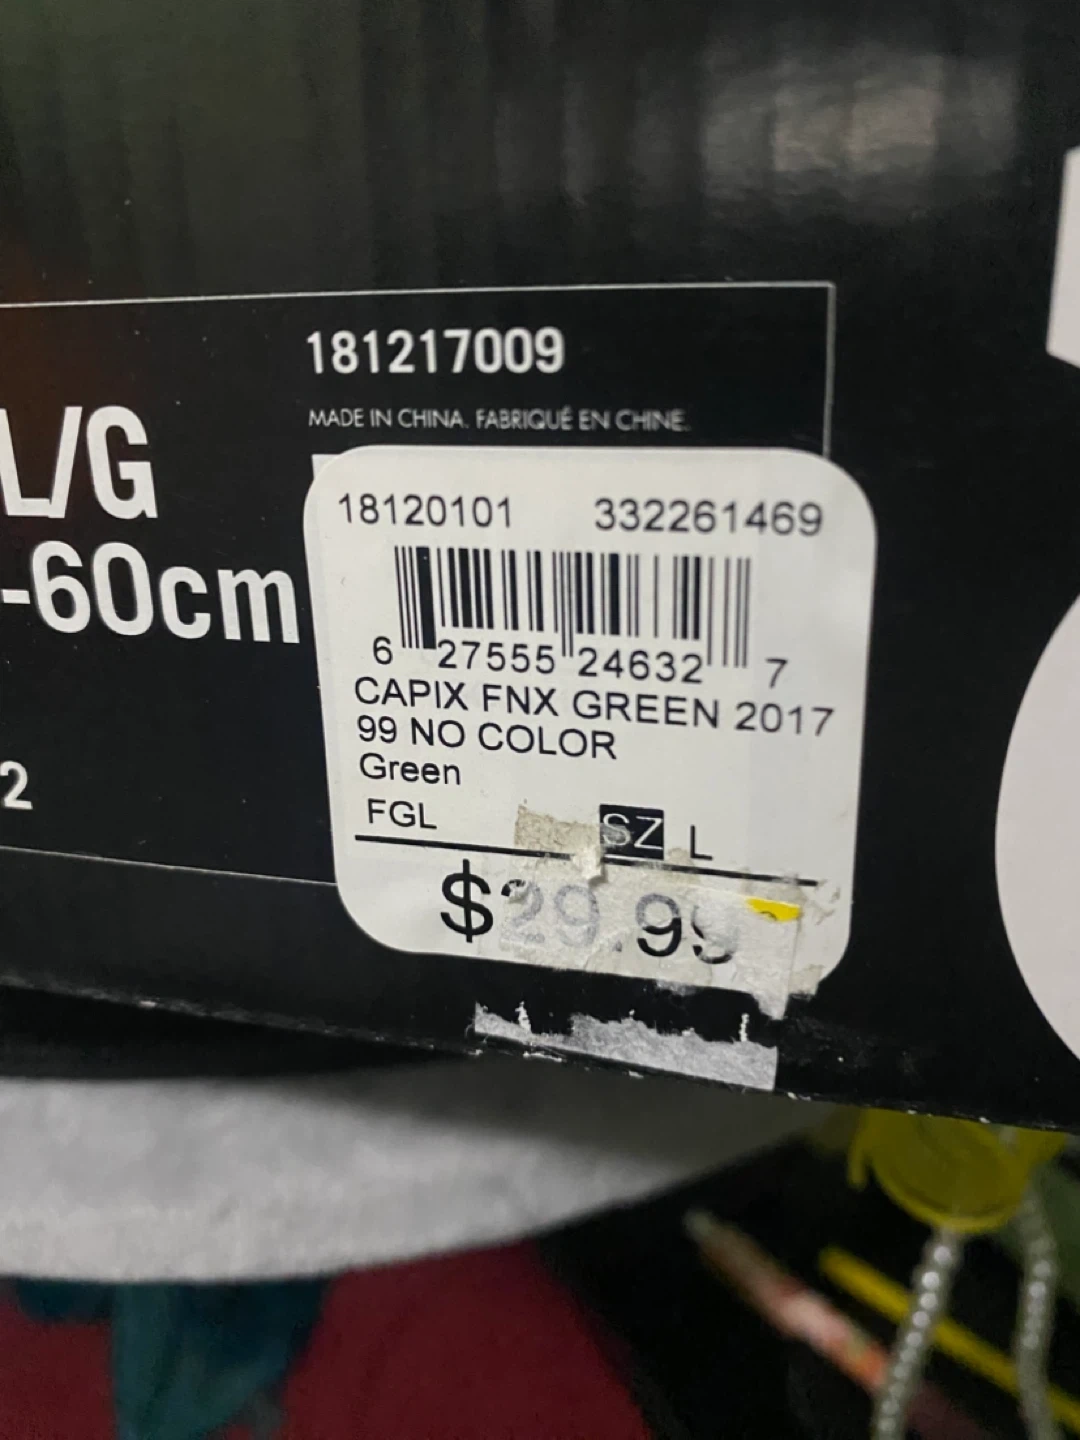 181217009
MADE IN CHINA. FABRIQUÉ EN CHINE.
L/G
-60cm
2
18120101 332261469
6 27555 24632 7
CAPIX FNX GREEN 2017
99 NO COLOR
Green
FGL SZ L
$29.99